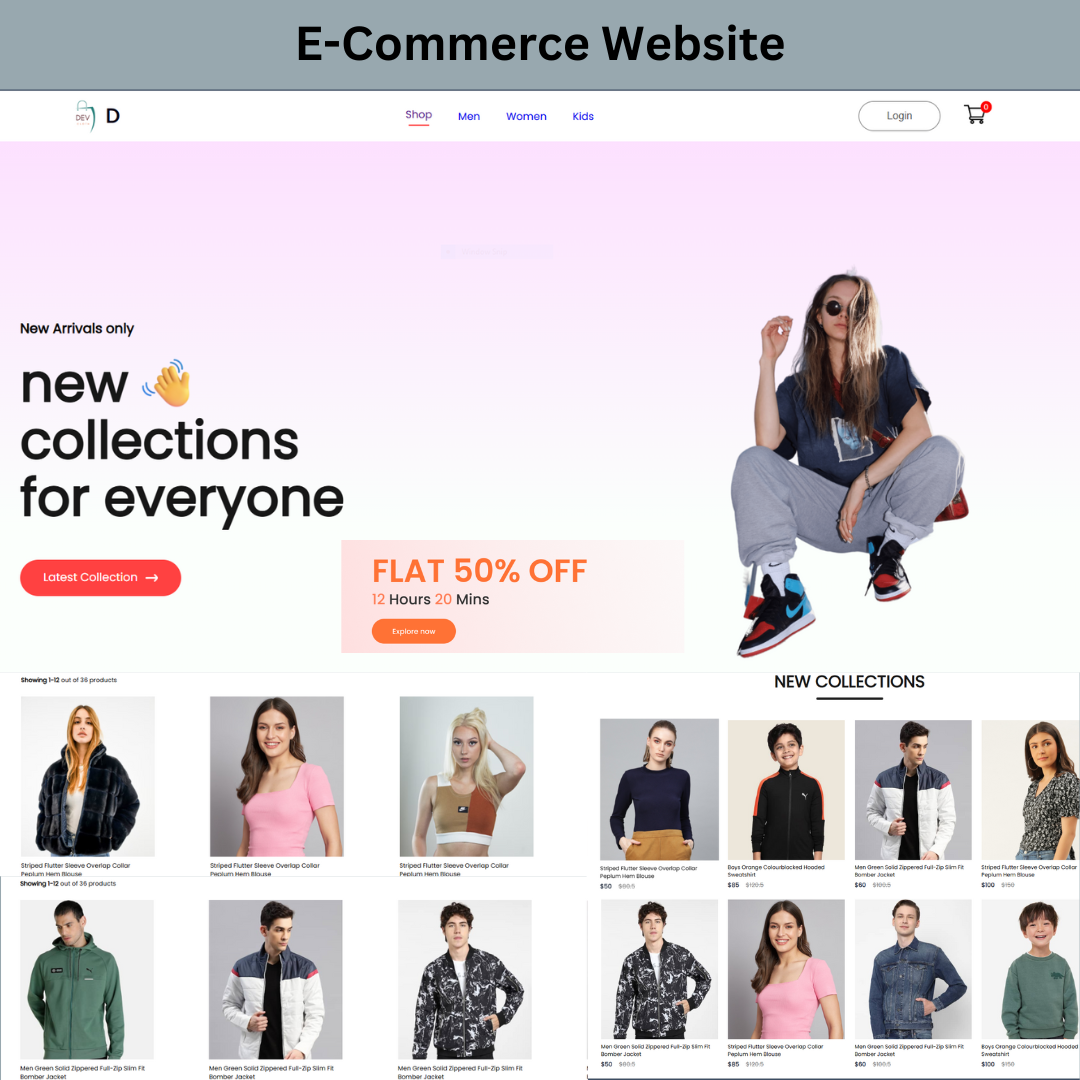 E-Commerce Website
DEV
D
Shop
Men
Women
Kids
Login
0
New Arrivals only
new
collections
for everyone
Latest Collection
FLAT 50% OFF
12 Hours 20 Mins
Explore now
Showing 1-12 out of 36 products
Striped Flutter Sleeve Overlap Collar
Peplum Hem Blouse
Striped Flutter Sleeve Overlap Collar
Peplum Hem Blouse
Striped Flutter Sleeve Overlap Collar
Peplum Hem Blouse
Showing 1-12 out of 36 products
Men Green Solid Zippered Full-Zip Slim Fit
Bomber Jacket
Men Green Solid Zippered Full-Zip Slim Fit
Bomber Jacket
Men Green Solid Zippered Full-Zip Slim Fit
Bomber Jacket
NEW COLLECTIONS
Striped Flutter Sleeve Overlap Collar
Peplum Hem Blouse
$50 $80.5
Boys Orange Colourblocked Hooded
Sweatshirt
$85 $120.5
Men Green Solid Zippered Full-Zip Slim Fit
Bomber Jacket
$60 $100.5
Striped Flutter Sleeve Overlap Collar
Peplum Hem Blouse
$100 $150
Men Green Solid Zippered Full-Zip Slim Fit
Bomber Jacket
$50 $80.5
Striped Flutter Sleeve Overlap Collar
Peplum Hem Blouse
$85 $120.5
Men Green Solid Zippered Full-Zip Slim Fit
Bomber Jacket
$60 $100.5
Boys Orange Colourblocked Hooded
Sweatshirt
$100 $150